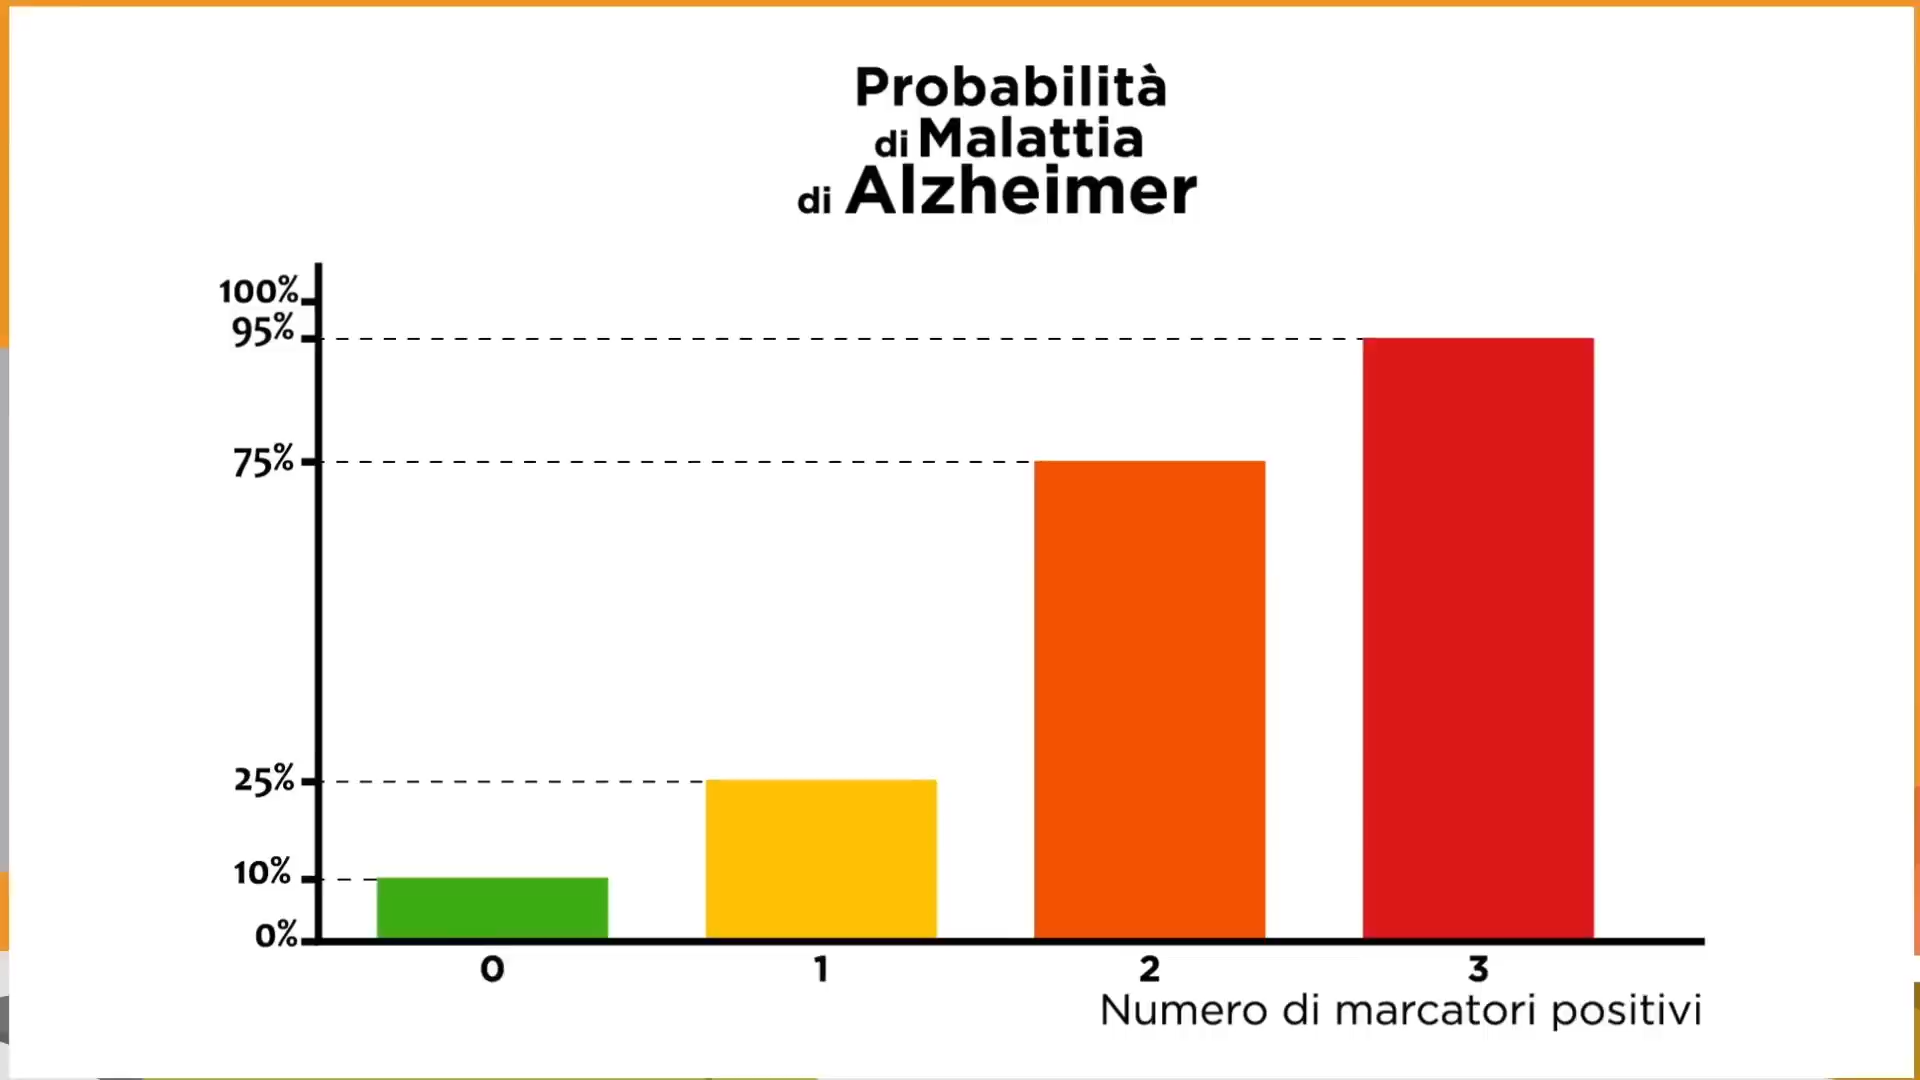 Probabilità
di Malattia
di Alzheimer
100%
95%
75%
25%
10%
0%
0 1 2 3
Numero di marcatori positivi